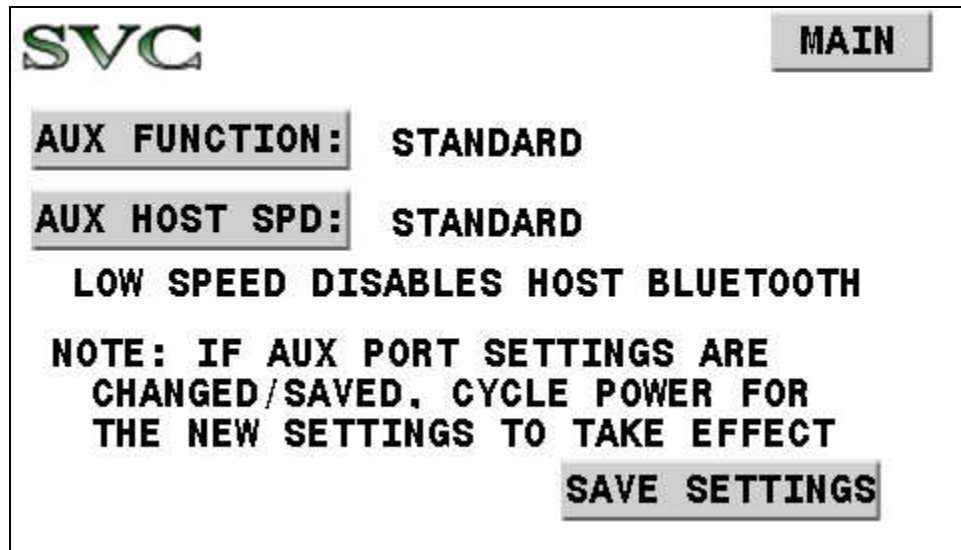 SVC
MAIN
AUX FUNCTION: STANDARD
AUX HOST SPD: STANDARD
LOW SPEED DISABLES HOST BLUETOOTH
NOTE: IF AUX PORT SETTINGS ARE
CHANGED/SAVED, CYCLE POWER FOR
THE NEW SETTINGS TO TAKE EFFECT
SAVE SETTINGS